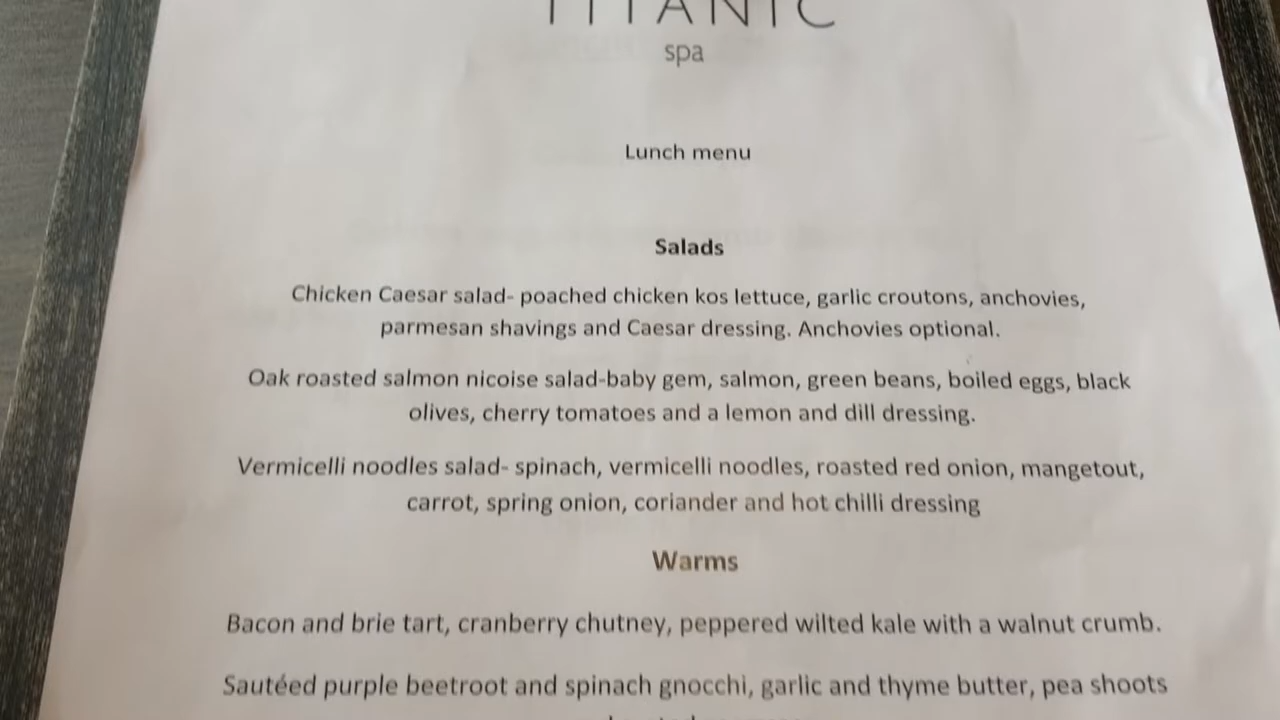 TITANIC
spa
Lunch menu
Salads
Chicken Caesar salad- poached chicken kos lettuce, garlic croutons, anchovies,
parmesan shavings and Caesar dressing. Anchovies optional.
Oak roasted salmon nicoise salad-baby gem, salmon, green beans, boiled eggs, black
olives, cherry tomatoes and a lemon and dill dressing.
Vermicelli noodles salad- spinach, vermicelli noodles, roasted red onion, mangetout,
carrot, spring onion, coriander and hot chilli dressing
Warms
Bacon and brie tart, cranberry chutney, peppered wilted kale with a walnut crumb.
Sautéed purple beetroot and spinach gnocchi, garlic and thyme butter, pea shoots